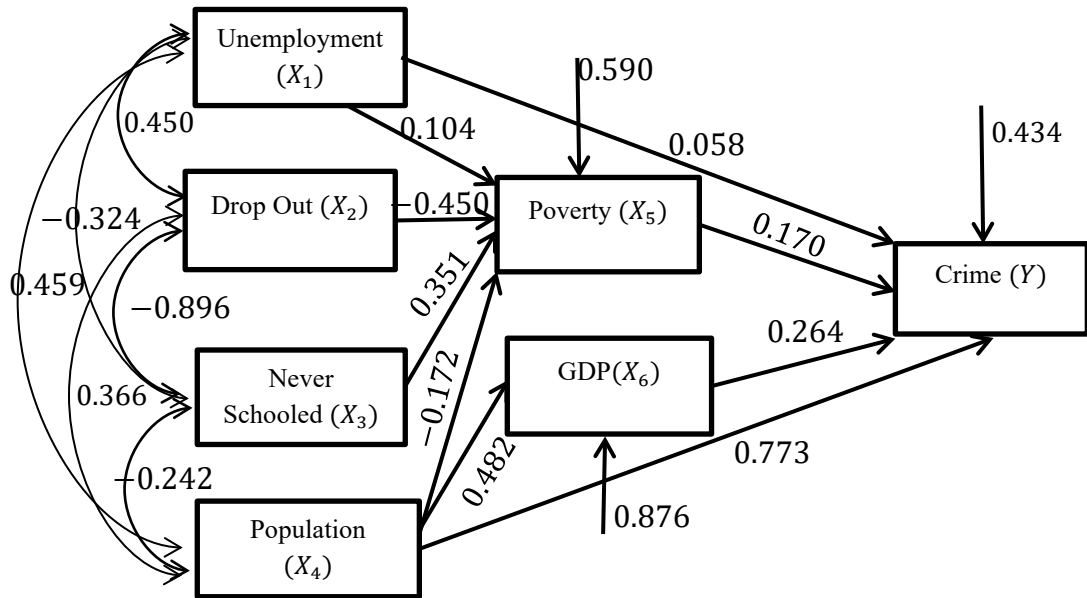 Unemployment
(X₁)
0.590
0.450
0.104
0.058
0.434
Drop Out (X₂)
−0.450
Poverty (X₅)
−0.324
0.170
0.459
−0.896
0.351
Crime (Y)
0.264
Never
Schooled (X₃)
0.366
−0.172
GDP(X₆)
−0.242
0.482
0.773
0.876
Population
(X₄)